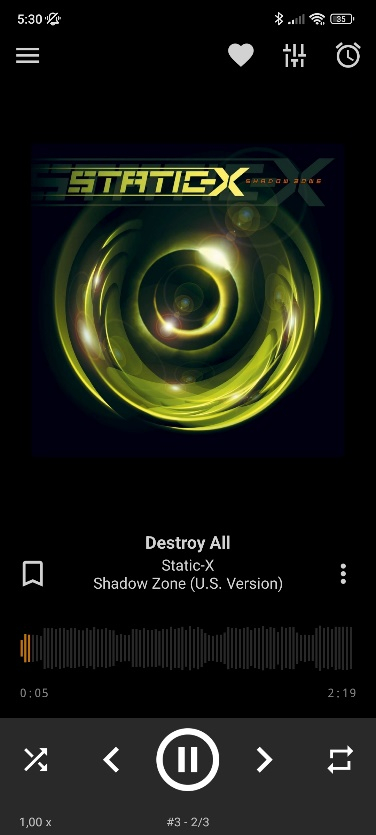 5:30
35
STATIC-X
SHADOW ZONE
Destroy All
Static-X
Shadow Zone (U.S. Version)
0:05
2:19
1,00 x
#3 - 2/3